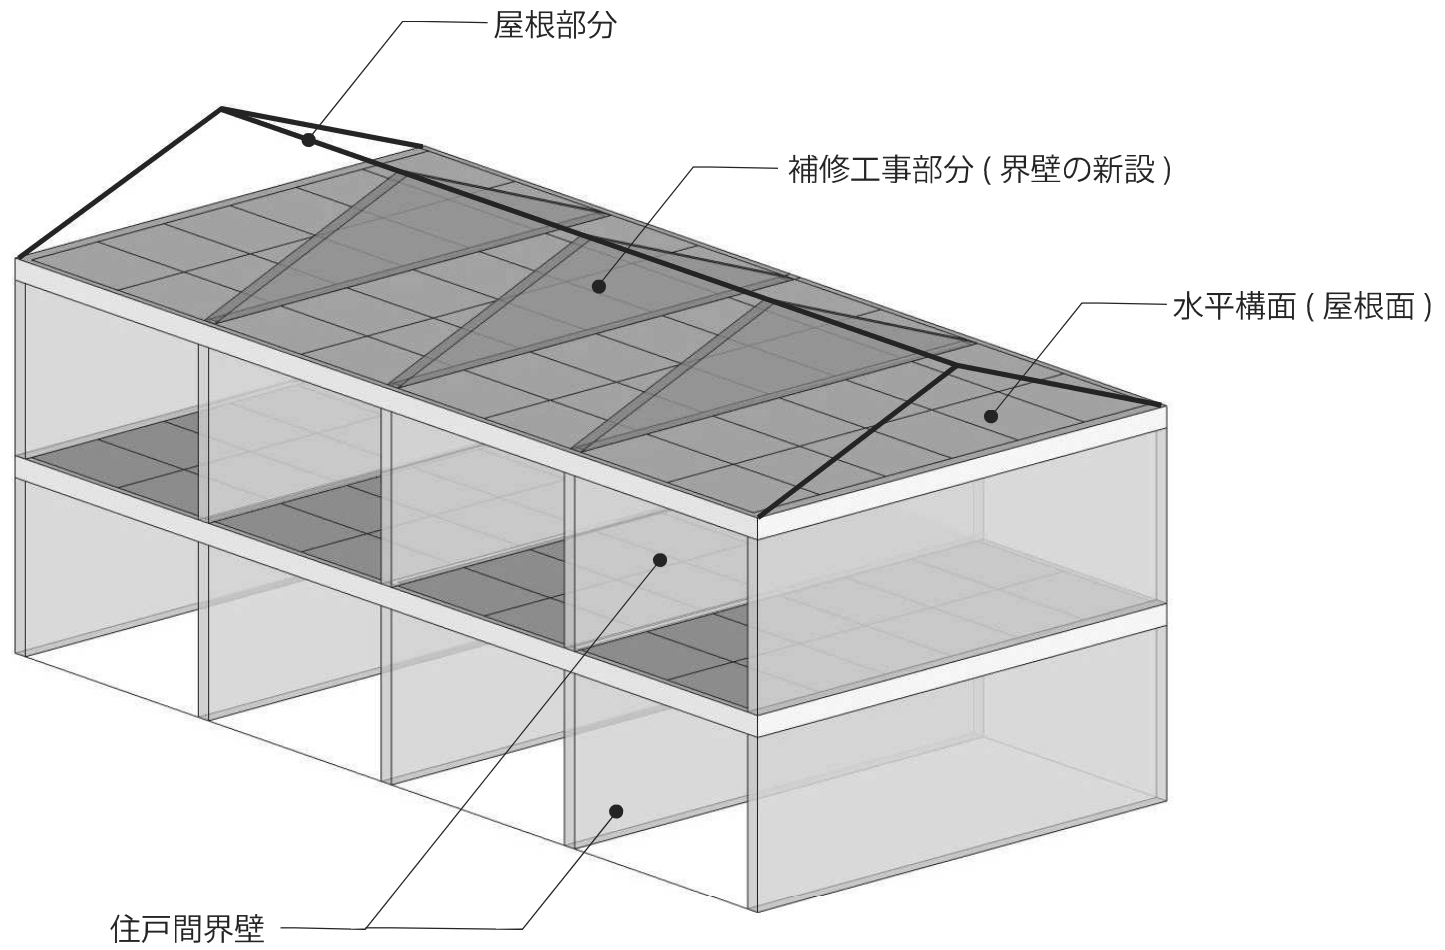 屋根部分
補修工事部分 ( 界壁の新設 )
水平構面 ( 屋根面 )
住戸間界壁